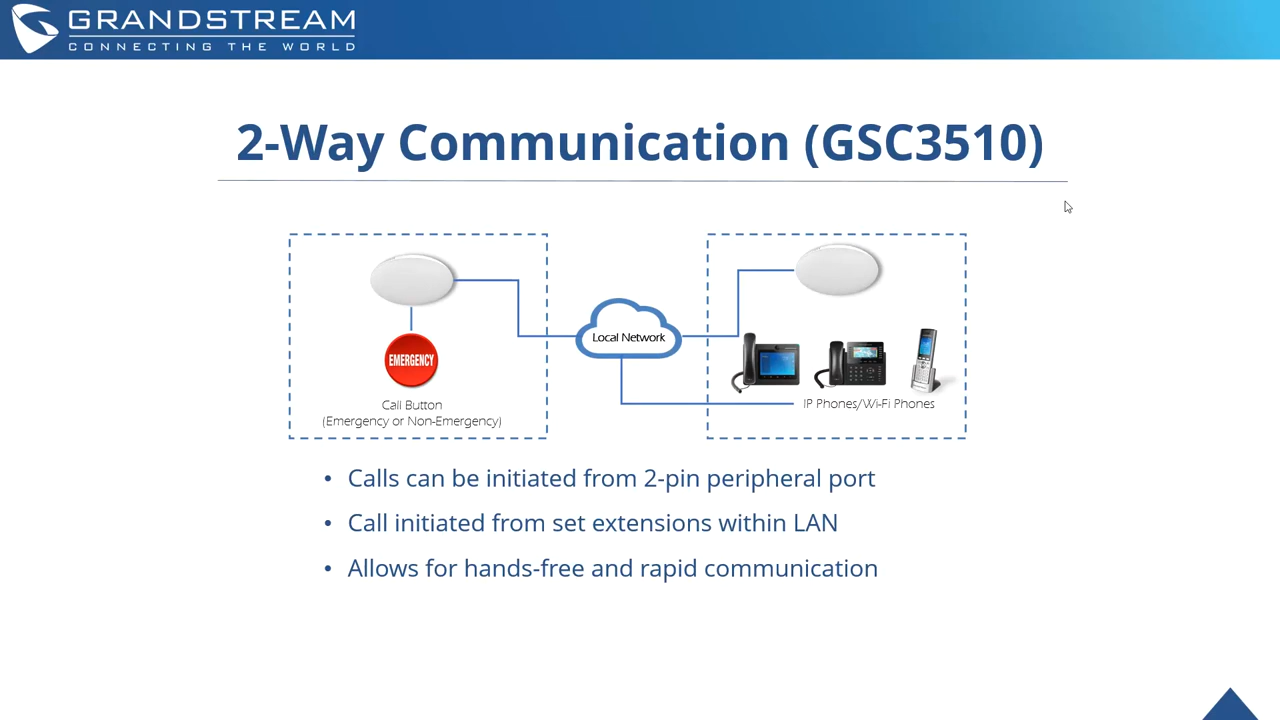 GRANDSTREAM
CONNECTING THE WORLD
2-Way Communication (GSC3510)
EMERGENCY
Call Button
(Emergency or Non-Emergency)
Local Network
IP Phones/Wi-Fi Phones
• Calls can be initiated from 2-pin peripheral port
• Call initiated from set extensions within LAN
• Allows for hands-free and rapid communication